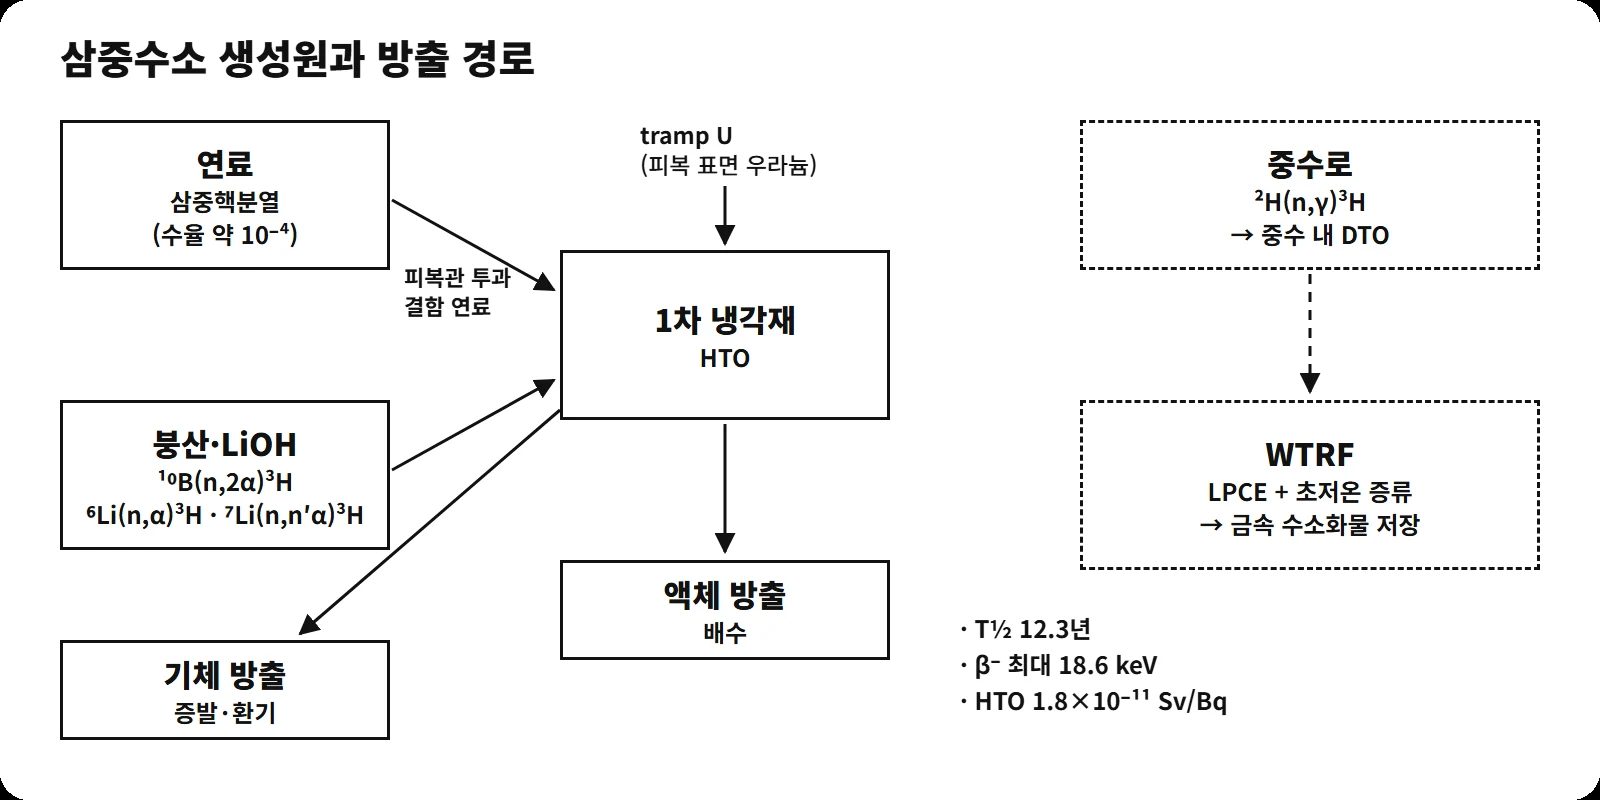 삼중수소 생성원과 방출 경로
연료
삼중핵분열
(수율 약 10⁻⁴)
tramp U
(피복 표면 우라늄)
중수로
²H(n,γ)³H
→ 중수 내 DTO
피복관 투과
결함 연료
1차 냉각재
HTO
붕산·LiOH
¹⁰B(n,2α)³H
⁶Li(n,α)³H · ⁷Li(n,n′α)³H
WTRF
LPCE + 초저온 증류
→ 금속 수소화물 저장
액체 방출
배수
기체 방출
증발·환기
· T½ 12.3년
· β⁻ 최대 18.6 keV
· HTO 1.8×10⁻¹¹ Sv/Bq